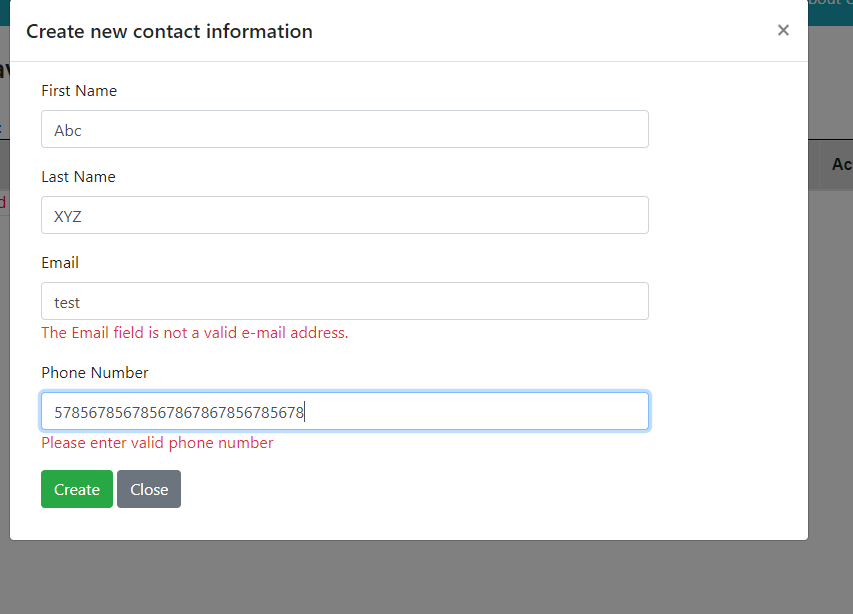 Create new contact information
×
First Name
Abc
Last Name
XYZ
Email
test
The Email field is not a valid e-mail address.
Phone Number
57856785678567867867856785678
Please enter valid phone number
Create Close